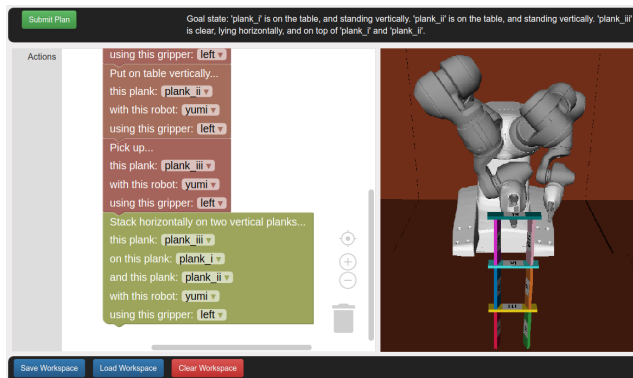 Submit Plan
Goal state: 'plank_i' is on the table, and standing vertically. 'plank_ii' is on the table, and standing vertically. 'plank_iii'
is clear, lying horizontally, and on top of 'plank_i' and 'plank_ii'.
Actions
using this gripper: left
Put on table vertically...
this plank: plank_ii
with this robot: yumi
using this gripper: left
Pick up...
this plank: plank_iii
with this robot: yumi
using this gripper: left
Stack horizontally on two vertical planks...
this plank: plank_iii
on this plank: plank_i
and this plank: plank_ii
with this robot: yumi
using this gripper: left
Save Workspace
Load Workspace
Clear Workspace